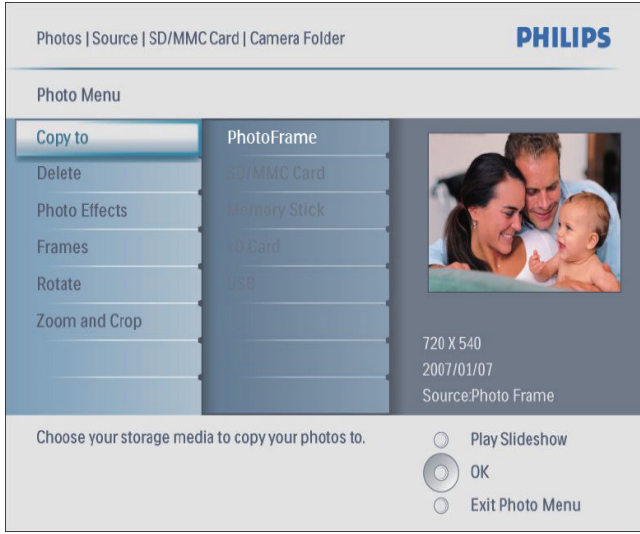 Photos | Source | SD/MMC Card | Camera Folder
PHILIPS
Photo Menu
Copy to
Delete
Photo Effects
Frames
Rotate
Zoom and Crop
PhotoFrame
SD/MMC Card
Memory Stick
xD Card
USB
720 X 540
2007/01/07
Source:Photo Frame
Choose your storage media to copy your photos to.
Play Slideshow
OK
Exit Photo Menu